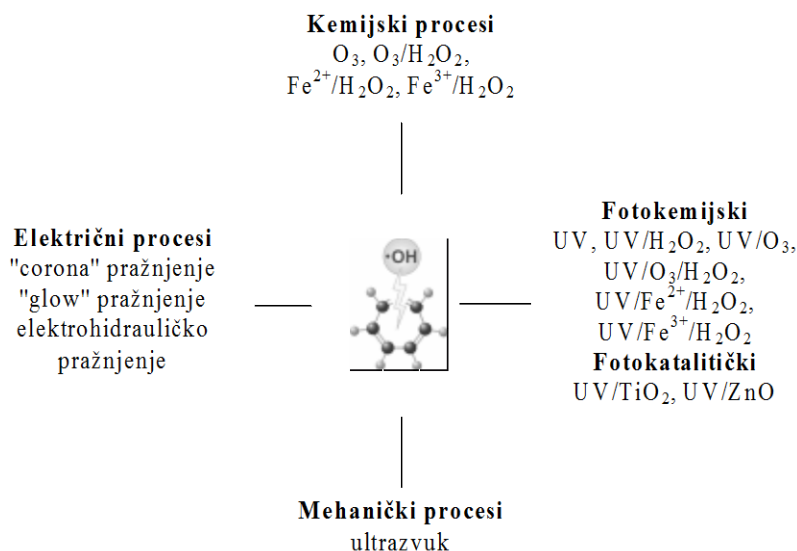 Kemijski procesi
O₃, O₃/H₂O₂,
Fe²⁺/H₂O₂, Fe³⁺/H₂O₂
Električni procesi
"corona" pražnjenje
"glow" pražnjenje
elektrohidrauličko
pražnjenje
·OH
Fotokemijski
UV, UV/H₂O₂, UV/O₃,
UV/O₃/H₂O₂,
UV/Fe²⁺/H₂O₂,
UV/Fe³⁺/H₂O₂
Fotokatalitički
UV/TiO₂, UV/ZnO
Mehanički procesi
ultrazvuk